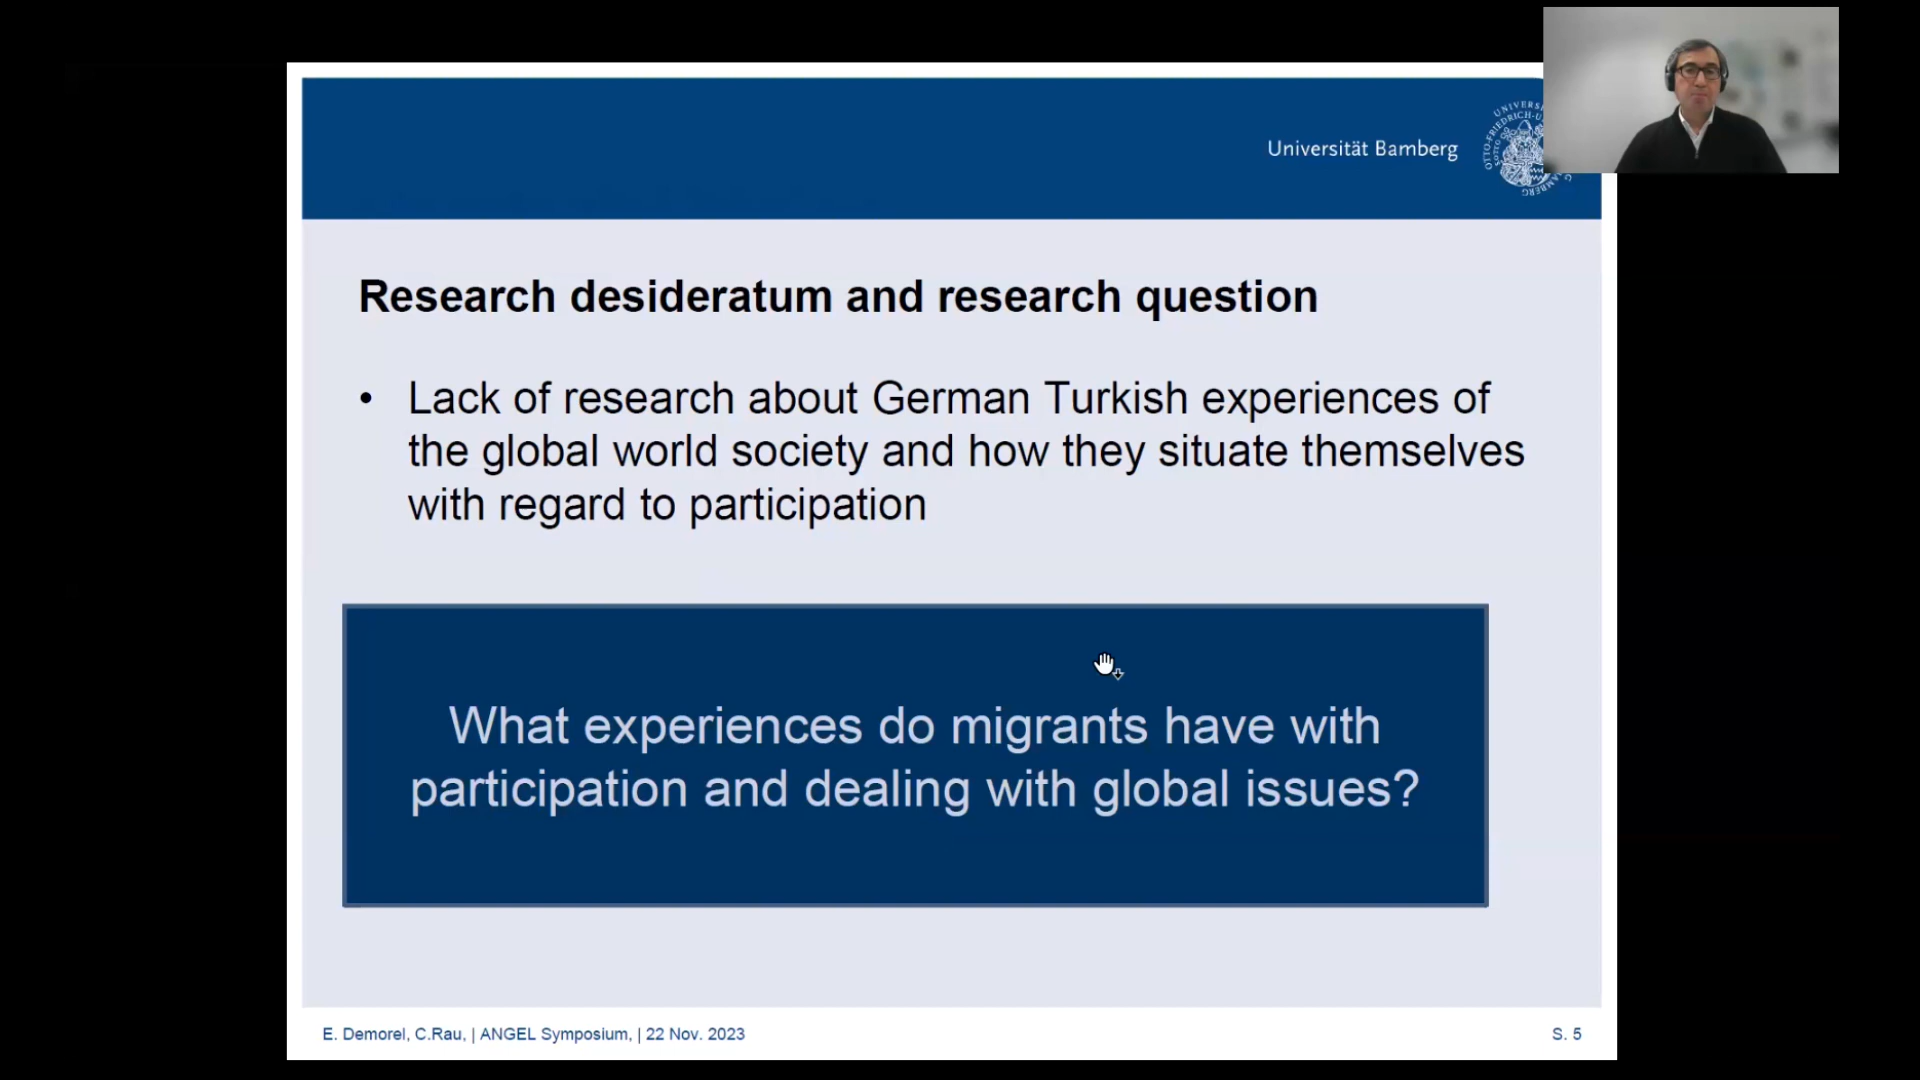 Universität Bamberg
Research desideratum and research question
• Lack of research about German Turkish experiences of
the global world society and how they situate themselves
with regard to participation
What experiences do migrants have with
participation and dealing with global issues?
E. Demorel, C.Rau, | ANGEL Symposium, | 22 Nov. 2023
S. 5